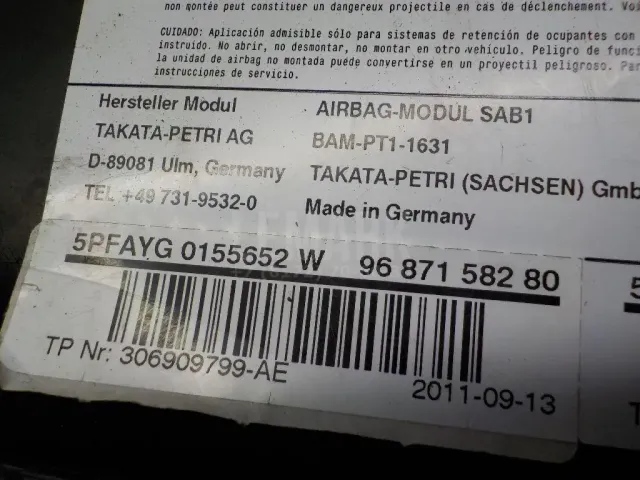 non gonflé peut constituer un dangereux projectile en cas de déclenchement.
CUIDADO: Aplicación admisible sólo para sistemas de retención de ocupantes con
instruido. No abrir, no desmontar, no montar en otro vehículo. Peligro de
la unidad de airbag no montada puede convertirse en un proyectil peligroso.
instrucciones de servicio.
Hersteller Modul
TAKATA-PETRI AG
D-89081 Ulm, Germany
TEL +49 731-9532-0
AIRBAG-MODUL SAB1
BAM-PT1-1631
TAKATA-PETRI (SACHSEN) Gmb
Made in Germany
5PFAYG 0155652 W 96 871 582 80
TP Nr: 306909799-AE
2011-09-13